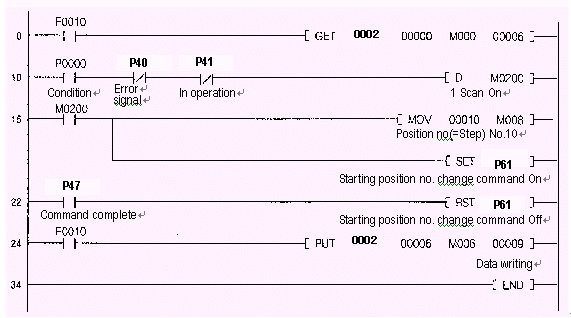 F0010
0 [ GET 0002 D0000 M000 00006 ]
P0000 P40 P41
10 [ D M0200 ]
Condition↵ Error signal↵ In operation↵ 1 Scan On↵
M0200
15 [ MOV 00010 M008 ]
Position no(=Step) No.10↵
[ SET P61 ]
Starting position no. change command On↵
P47
22 [ RST P61 ]
Command complete↵ Starting position no. change command Off↵
F0010
24 [ PUT 0002 00006 M006 00009 ]
Data writing↵
34 [ END ]